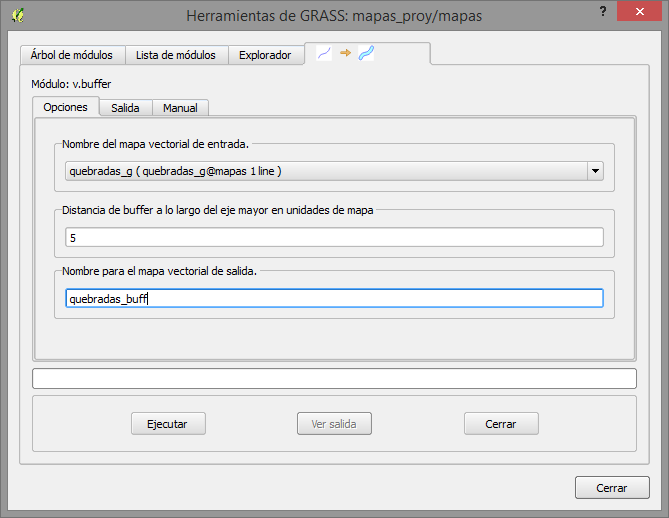 Herramientas de GRASS: mapas_proy/mapas
?
Árbol de módulos
Lista de módulos
Explorador
Módulo: v.buffer
Opciones
Salida
Manual
Nombre del mapa vectorial de entrada.
quebradas_g ( quebradas_g@mapas 1 line )
Distancia de buffer a lo largo del eje mayor en unidades de mapa
5
Nombre para el mapa vectorial de salida.
quebradas_buff
Ejecutar
Ver salida
Cerrar
Cerrar